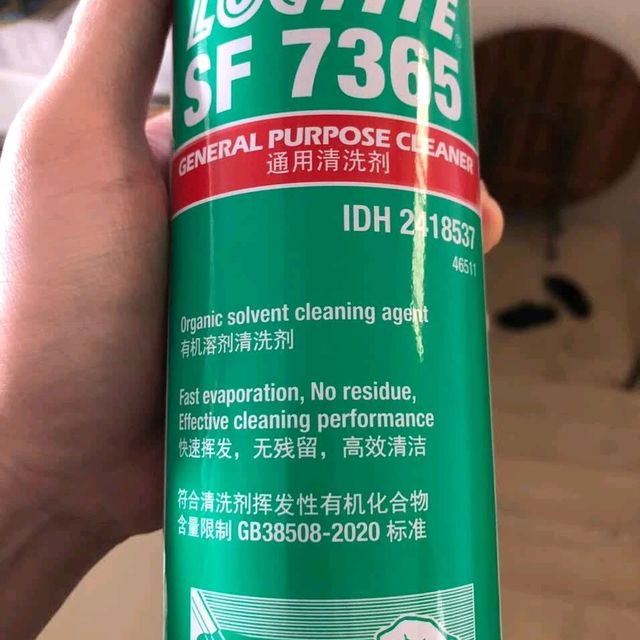 LOCTITE
SF 7365
GENERAL PURPOSE CLEANER
通用清洗剂
IDH 2418537
46511
Organic solvent cleaning agent
有机溶剂清洗剂
Fast evaporation, No residue,
Effective cleaning performance
快速挥发，无残留，高效清洁
符合清洗剂挥发性有机化合物
含量限制 GB38508-2020 标准